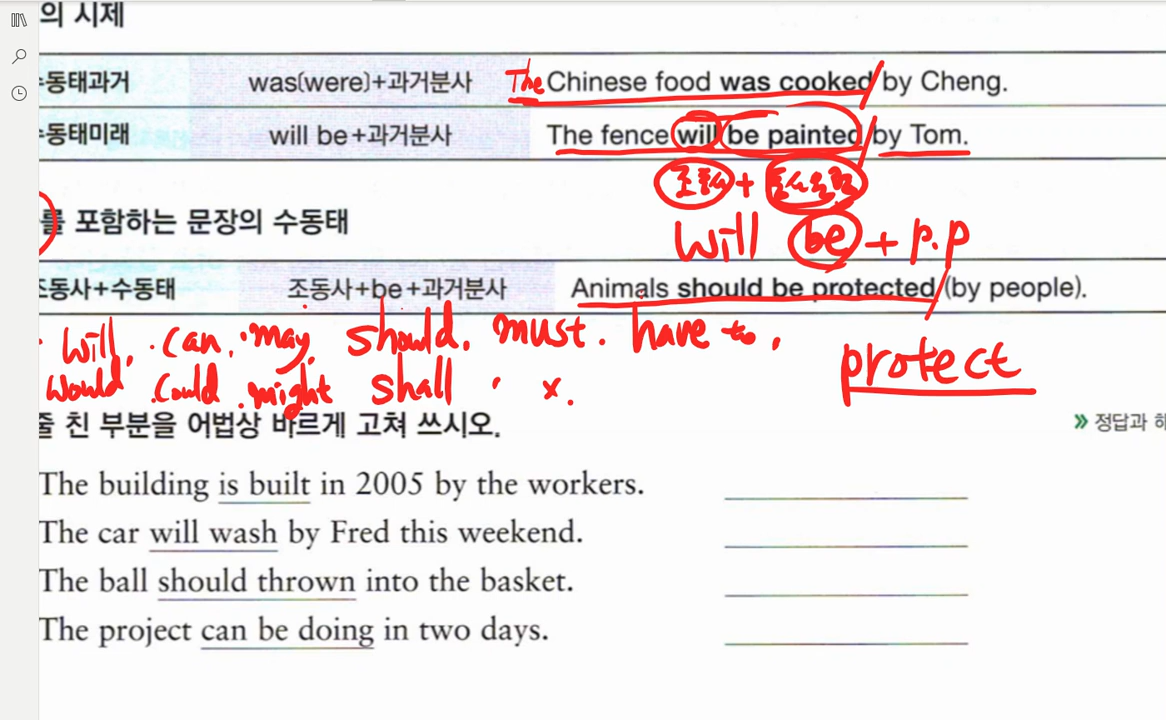 의 시제
수동태과거 was(were)+과거분사 The Chinese food was cooked by Cheng.
수동태미래 will be+과거분사 The fence will be painted by Tom.
조동사 + 동사원형
will be + p.p
를 포함하는 문장의 수동태
조동사+수동태 조동사+be+과거분사 Animals should be protected (by people).
will, can, may, should, must, have to,
would could might shall x.
protect
줄 친 부분을 어법상 바르게 고쳐 쓰시오.
» 정답과 해
The building is built in 2005 by the workers.
The car will wash by Fred this weekend.
The ball should thrown into the basket.
The project can be doing in two days.